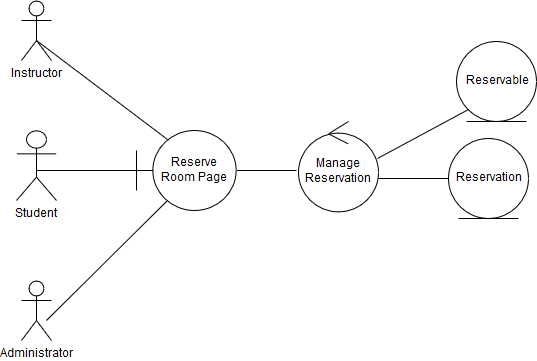 Instructor
Reservable
Reserve
Room Page
Manage
Reservation
Reservation
Student
Administrator